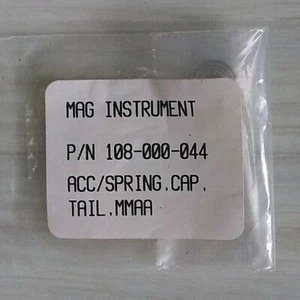 MAG INSTRUMENT
P/N 108-000-044
ACC/SPRING,CAP,
TAIL,MMAA